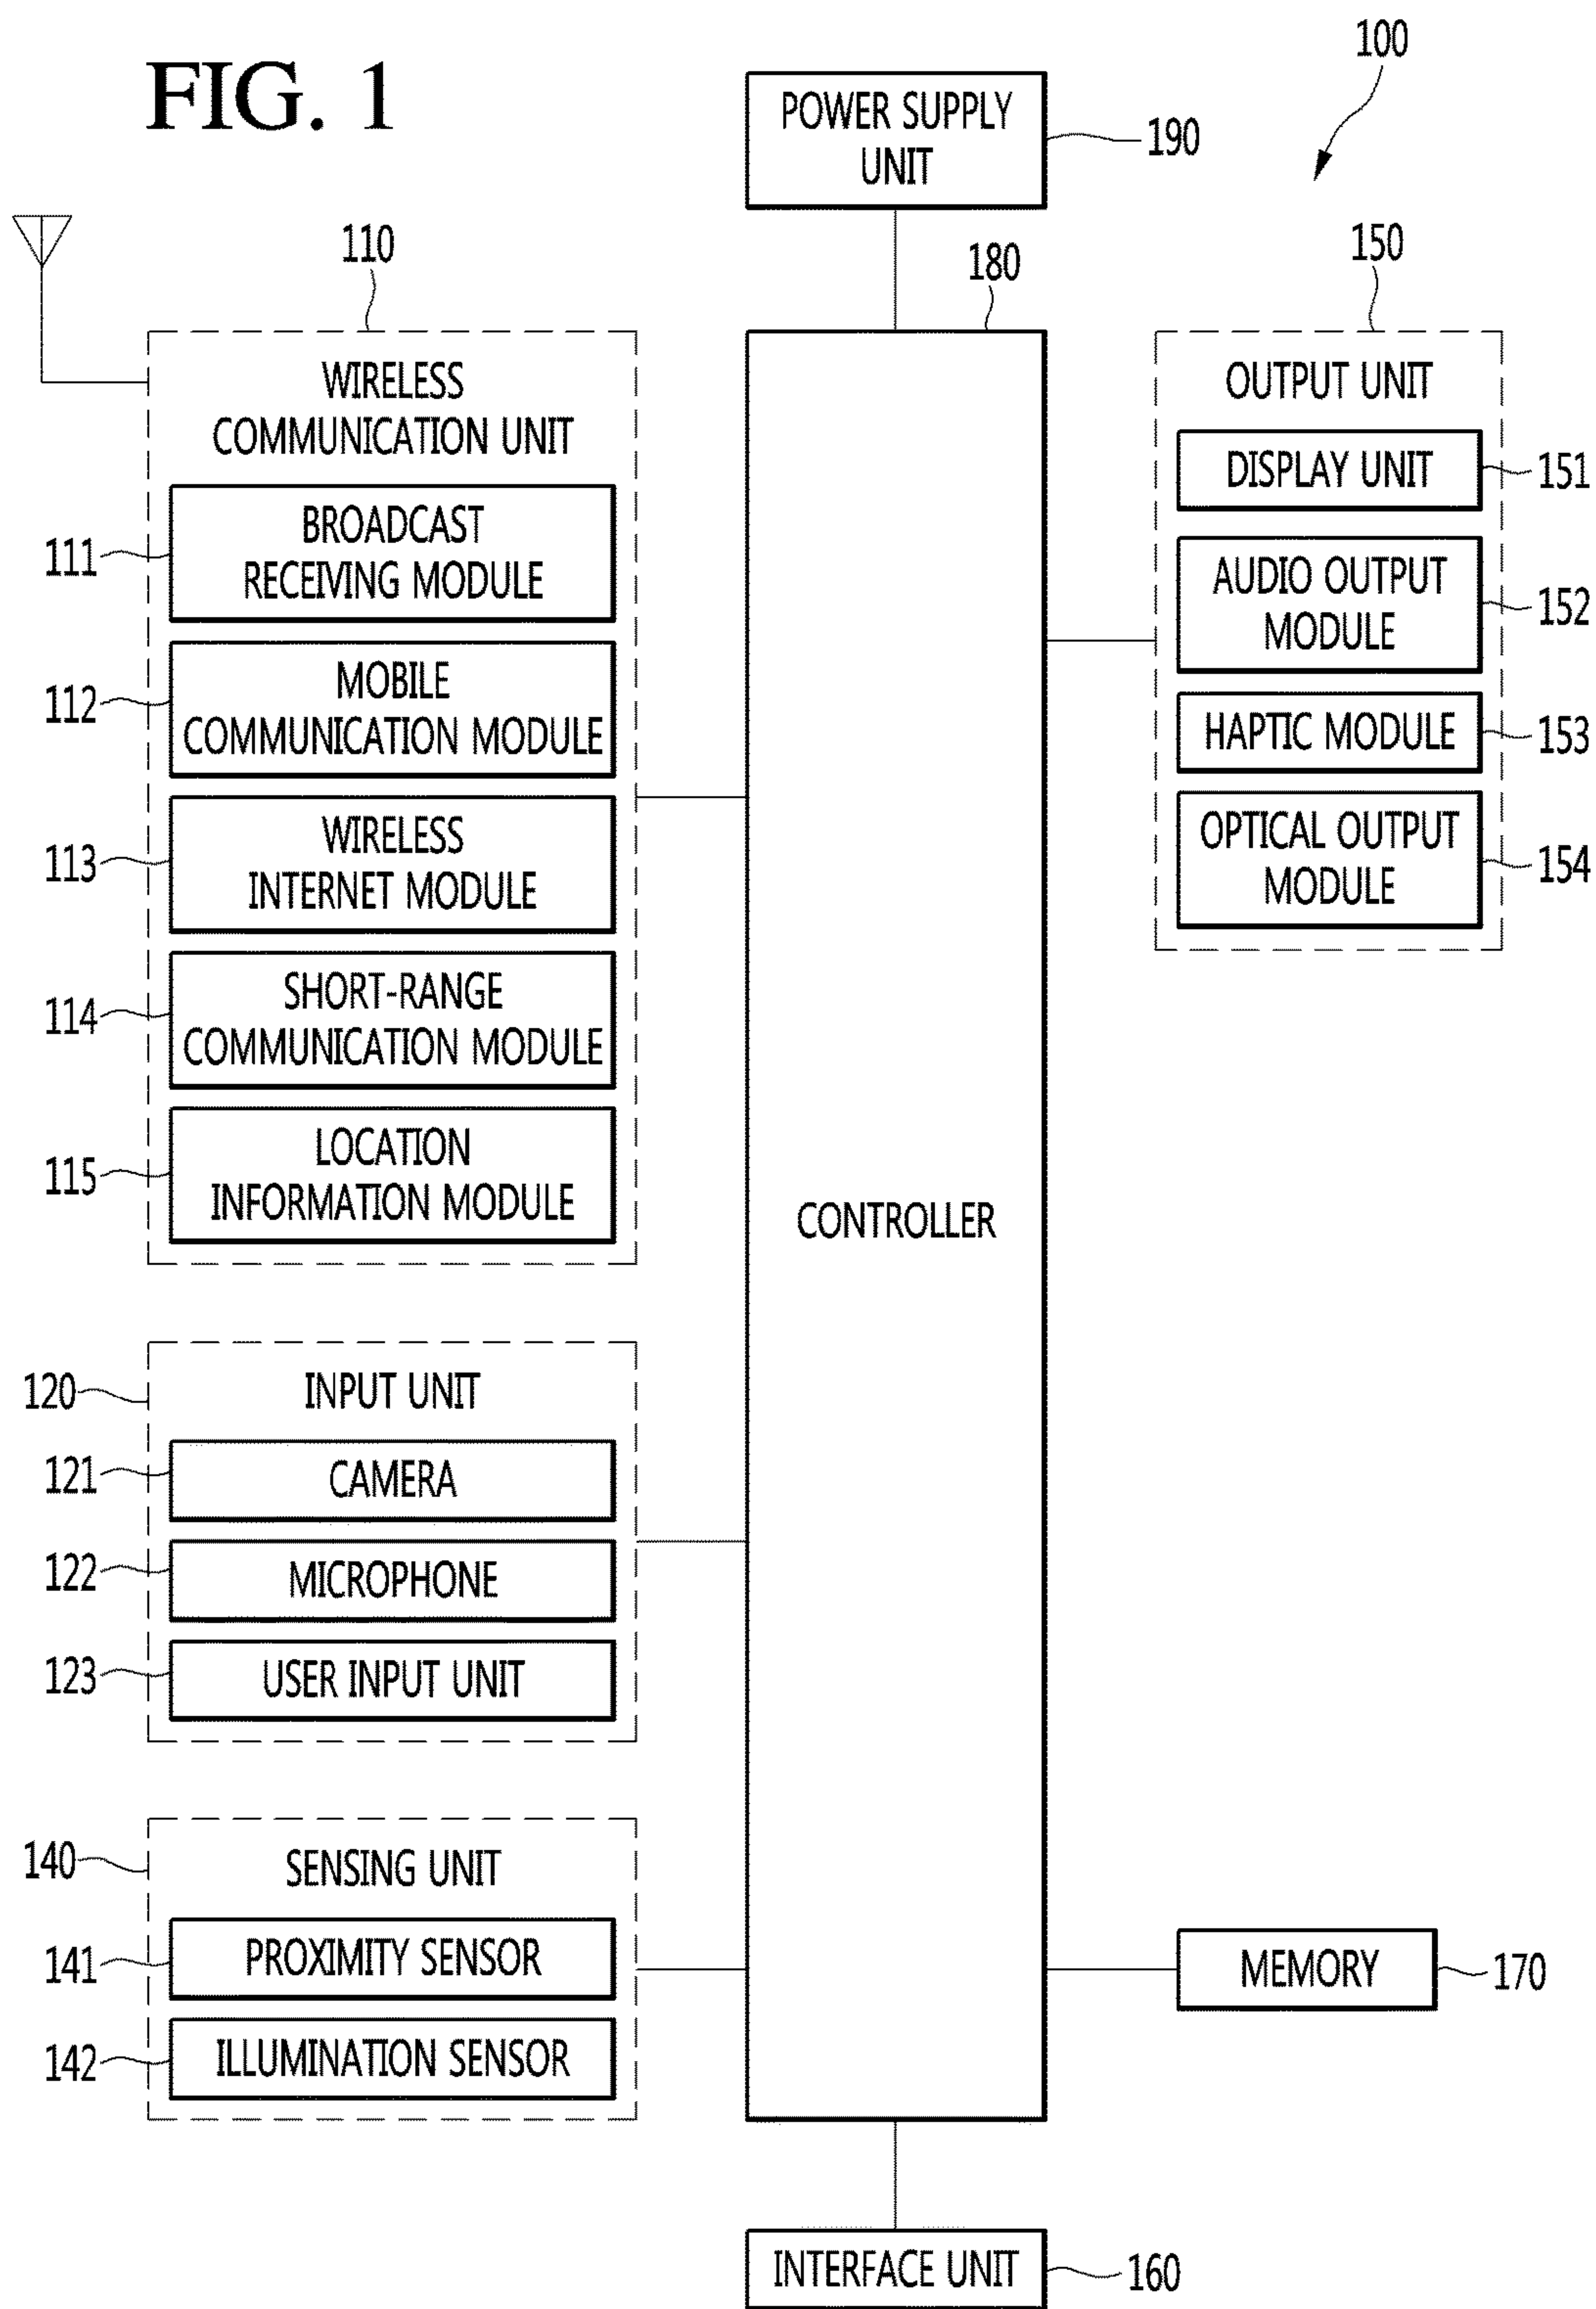 FIG. 1
100
POWER SUPPLY
UNIT
190
110
180
150
WIRELESS
COMMUNICATION UNIT
111
BROADCAST
RECEIVING MODULE
112
MOBILE
COMMUNICATION MODULE
113
WIRELESS
INTERNET MODULE
114
SHORT-RANGE
COMMUNICATION MODULE
115
LOCATION
INFORMATION MODULE
120
INPUT UNIT
121
CAMERA
122
MICROPHONE
123
USER INPUT UNIT
140
SENSING UNIT
141
PROXIMITY SENSOR
142
ILLUMINATION SENSOR
CONTROLLER
OUTPUT UNIT
DISPLAY UNIT
151
AUDIO OUTPUT
MODULE
152
HAPTIC MODULE
153
OPTICAL OUTPUT
MODULE
154
MEMORY
170
INTERFACE UNIT
160